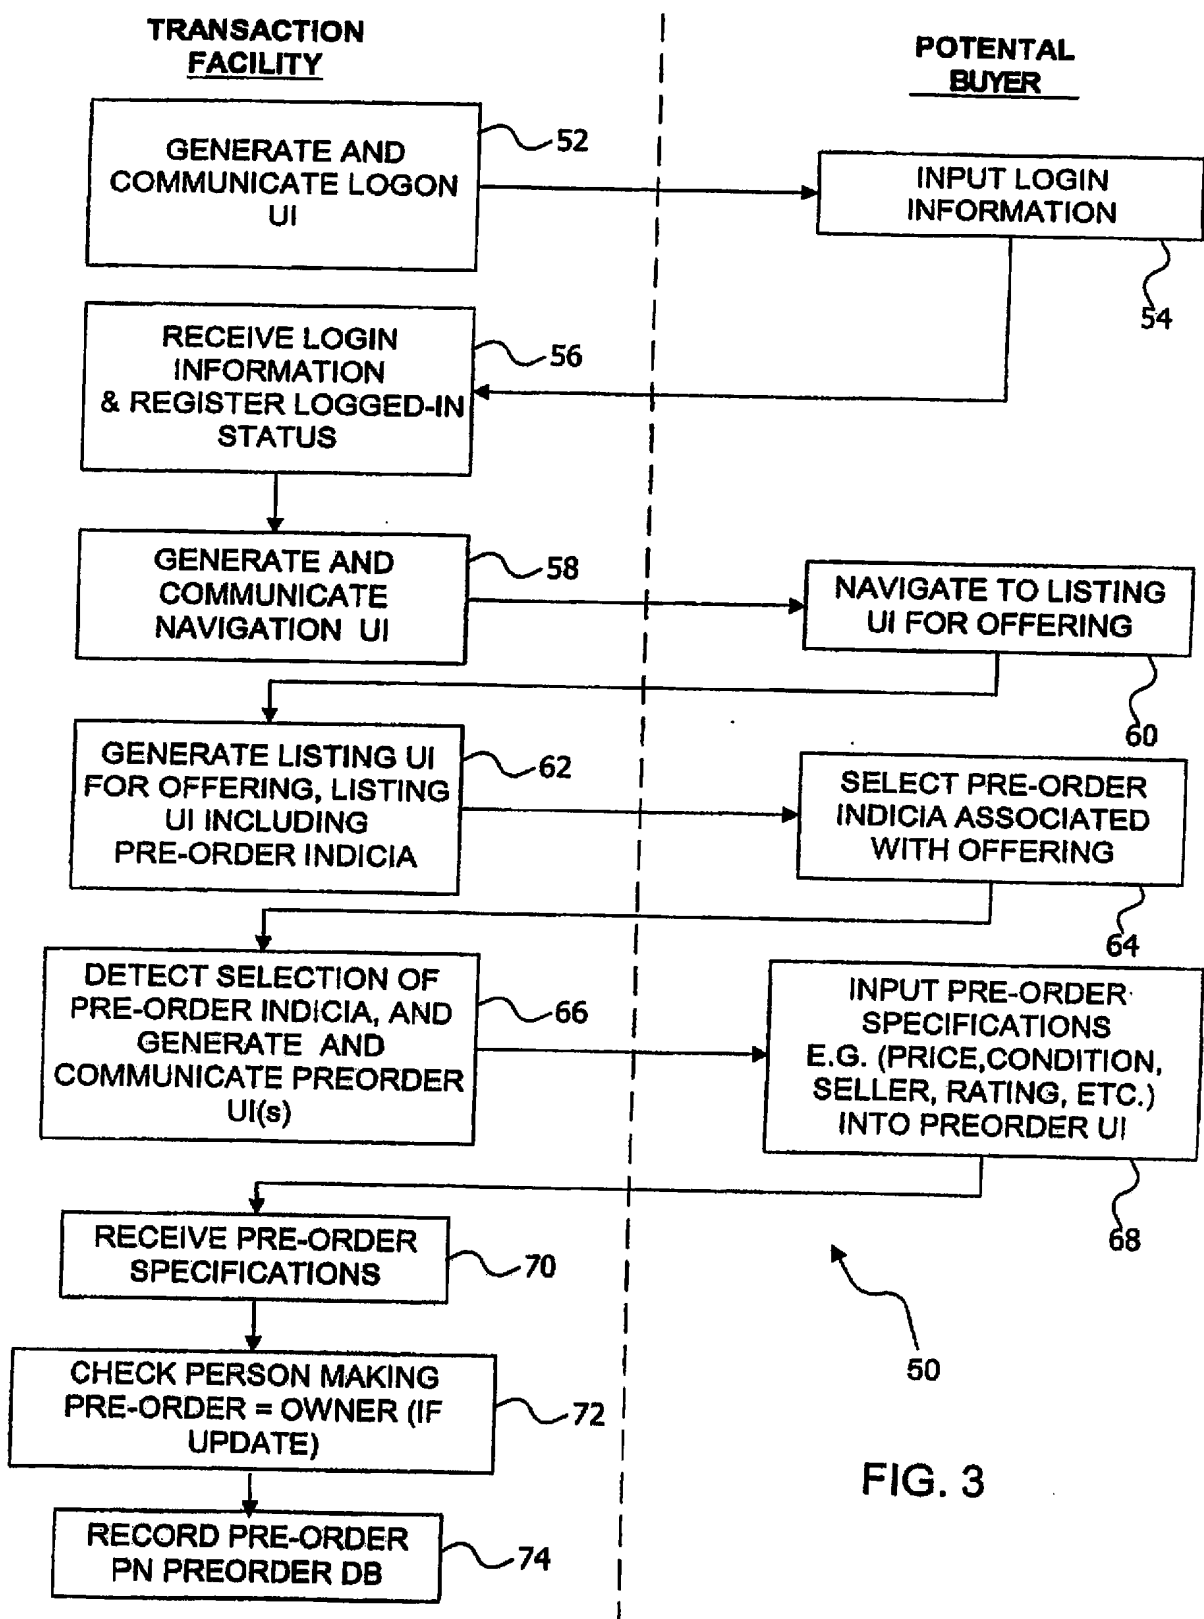 TRANSACTION
FACILITY
POTENTIAL
BUYER
GENERATE AND
COMMUNICATE LOGON
UI
52
INPUT LOGIN
INFORMATION
54
RECEIVE LOGIN
INFORMATION
& REGISTER LOGGED-IN
STATUS
56
GENERATE AND
COMMUNICATE
NAVIGATION UI
58
NAVIGATE TO LISTING
UI FOR OFFERING
60
GENERATE LISTING UI
FOR OFFERING, LISTING
UI INCLUDING
PRE-ORDER INDICIA
62
SELECT PRE-ORDER
INDICIA ASSOCIATED
WITH OFFERING
64
DETECT SELECTION OF
PRE-ORDER INDICIA, AND
GENERATE AND
COMMUNICATE PREORDER
UI(s)
66
INPUT PRE-ORDER
SPECIFICATIONS
E.G. (PRICE,CONDITION,
SELLER, RATING, ETC.)
INTO PREORDER UI
68
RECEIVE PRE-ORDER
SPECIFICATIONS
70
50
CHECK PERSON MAKING
PRE-ORDER = OWNER (IF
UPDATE)
72
RECORD PRE-ORDER
PN PREORDER DB
74
FIG. 3